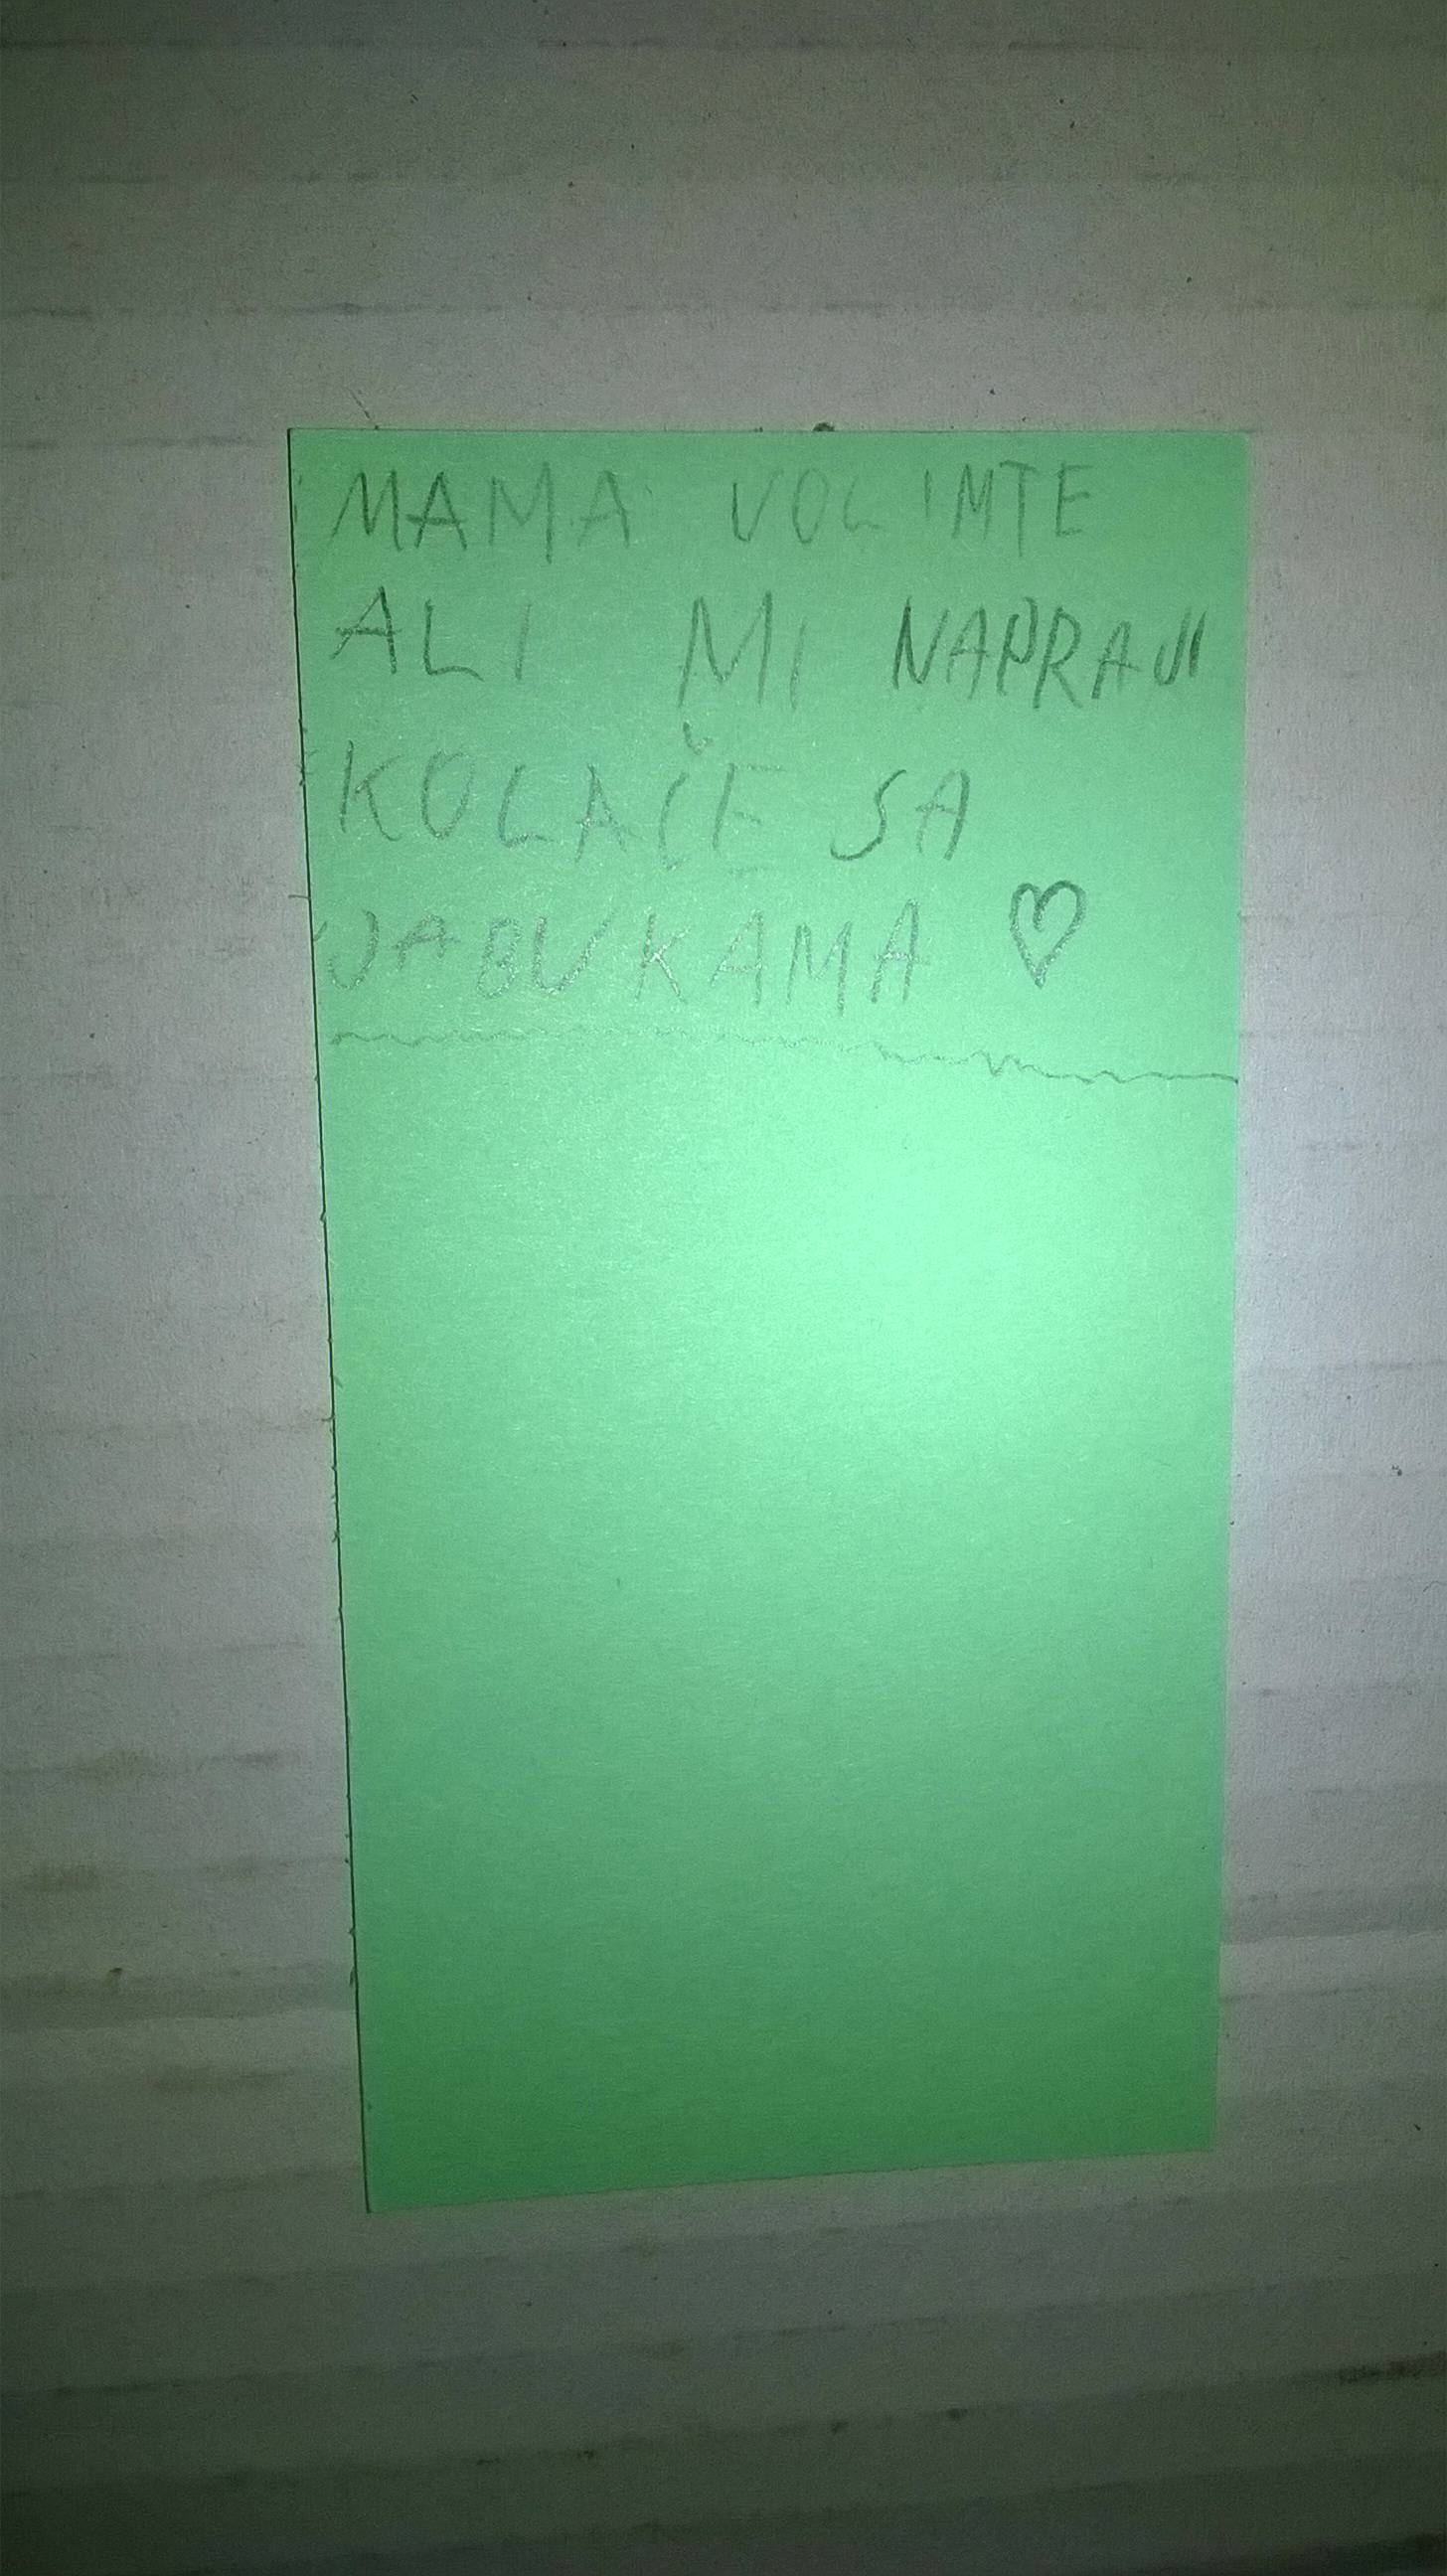 MAMA VOLIMTE
ALI MI NAPRAVI
KOLAČE SA
JABUKAMA ♡